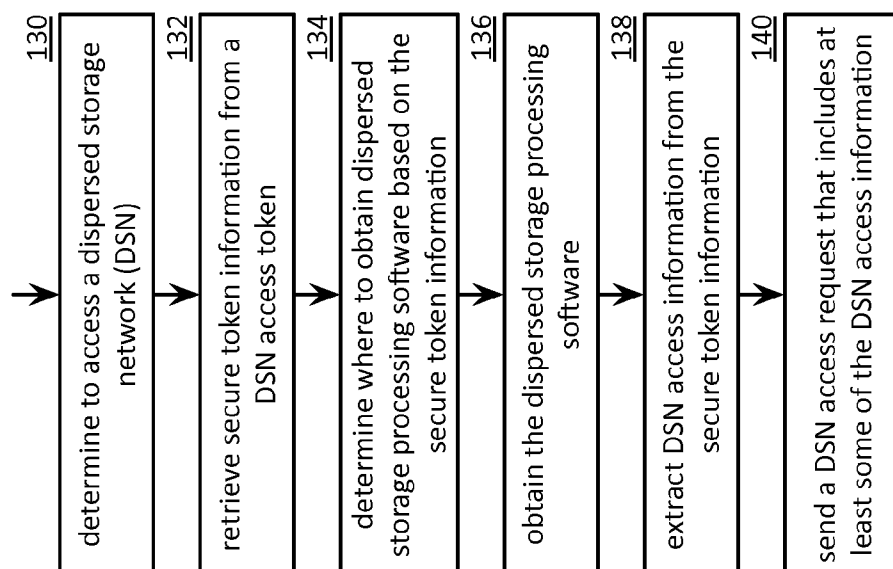 130
determine to access a dispersed storage
network (DSN)
132
retrieve secure token information from a
DSN access token
134
determine where to obtain dispersed
storage processing software based on the
secure token information
136
obtain the dispersed storage processing
software
138
extract DSN access information from the
secure token information
140
send a DSN access request that includes at
least some of the DSN access information